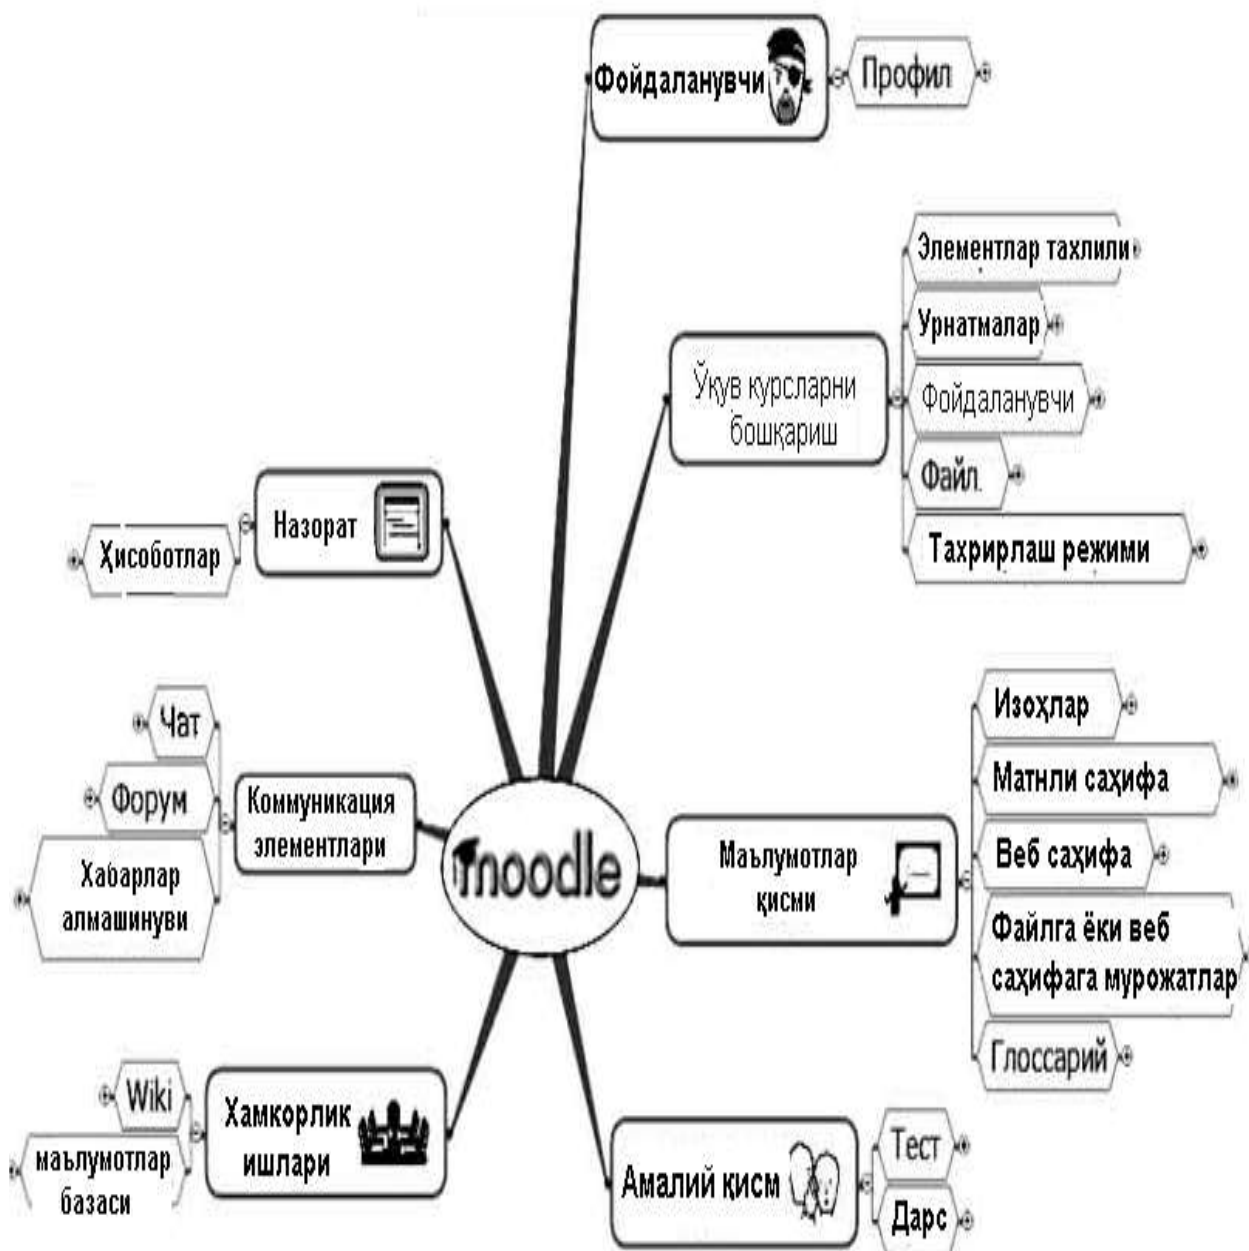 Фойдаланувчи
Профил
Элементлар тахлили
Урнатмалар
Ўқув курсларни
бошқариш
Фойдаланувчи
Файл.
Тахрирлаш режими
Назорат
Ҳисоботлар
Чат
Форум
Хабарлар
алмашинуви
Коммуникация
элементлари
moodle
Маълумотлар
қисми
Изоҳлар
Матнли саҳифа
Веб саҳифа
Файлга ёки веб
саҳифага мурожатлар
Глоссарий
Wiki
маълумотлар
базаси
Хамкорлик
ишлари
Амалий қисм
Тест
Дарс